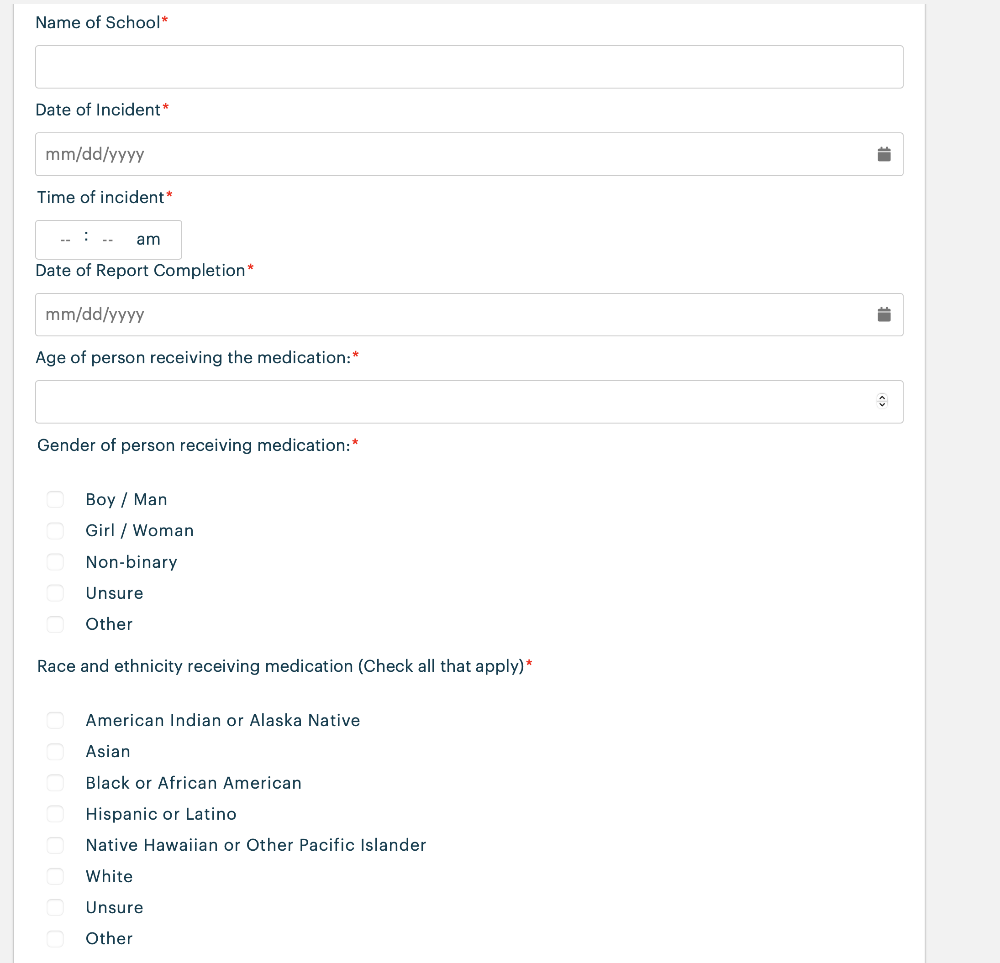 Name of School*
Date of Incident*
mm/dd/yyyy
Time of incident*
-- : -- am
Date of Report Completion*
mm/dd/yyyy
Age of person receiving the medication:*
Gender of person receiving medication:*
Boy / Man
Girl / Woman
Non-binary
Unsure
Other
Race and ethnicity receiving medication (Check all that apply)*
American Indian or Alaska Native
Asian
Black or African American
Hispanic or Latino
Native Hawaiian or Other Pacific Islander
White
Unsure
Other